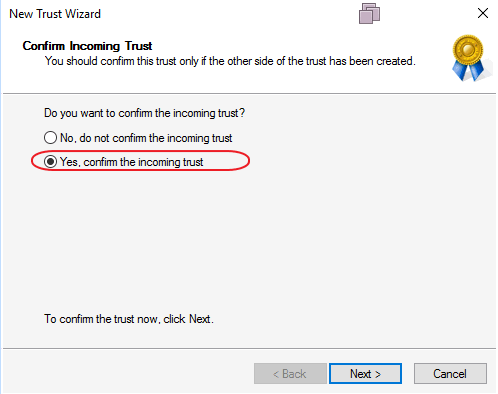 New Trust Wizard
Confirm Incoming Trust
You should confirm this trust only if the other side of the trust has been created.
Do you want to confirm the incoming trust?
No, do not confirm the incoming trust
Yes, confirm the incoming trust
To confirm the trust now, click Next.
< Back
Next >
Cancel